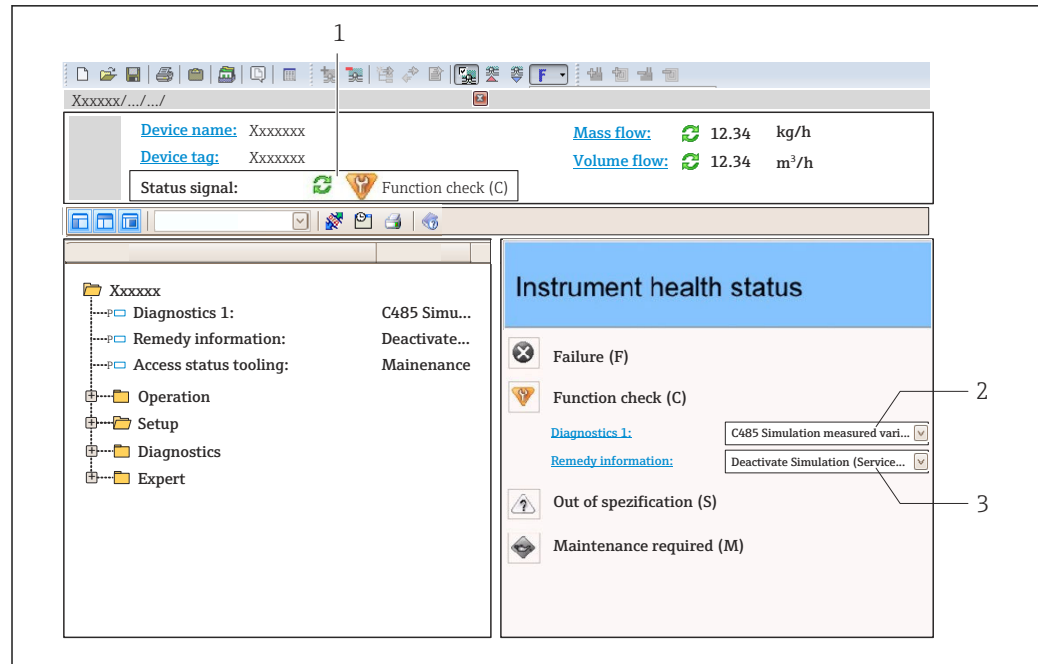 1
F
Xxxxxx/.../.../
Device name: Xxxxxxx
Mass flow: 12.34 kg/h
Device tag: Xxxxxxx
Volume flow: 12.34 m³/h
Status signal: Function check (C)
Xxxxxx
Diagnostics 1: C485 Simu...
Remedy information: Deactivate...
Access status tooling: Mainenance
Operation
Setup
Diagnostics
Expert
Instrument health status
Failure (F)
Function check (C)
Diagnostics 1: C485 Simulation measured vari...
2
Remedy information: Deactivate Simulation (Service...
3
Out of spezification (S)
Maintenance required (M)